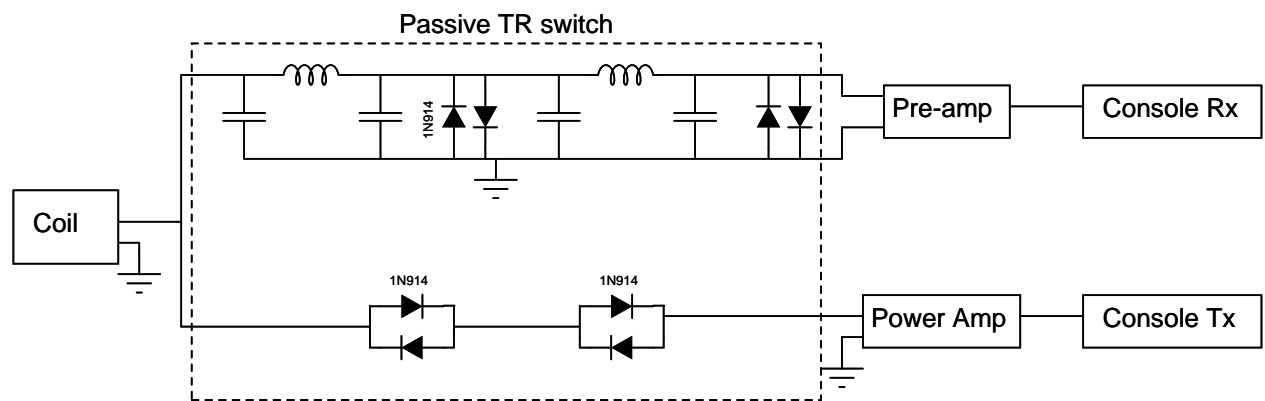 Passive TR switch
1N914
Pre-amp
Console Rx
Coil
1N914
1N914
Power Amp
Console Tx